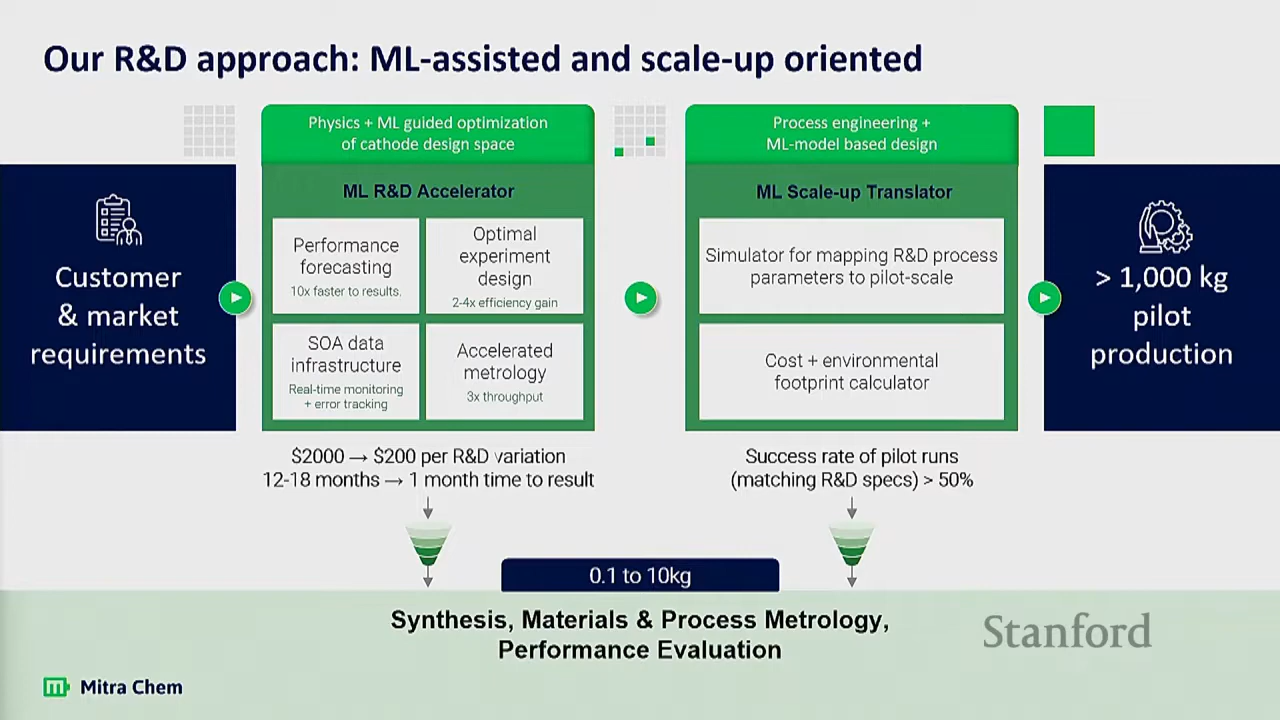 Our R&D approach: ML-assisted and scale-up oriented
Customer
& market
requirements
Physics + ML guided optimization
of cathode design space
ML R&D Accelerator
Performance
forecasting
10x faster to results.
Optimal
experiment
design
2-4x efficiency gain
SOA data
infrastructure
Real-time monitoring
+ error tracking
Accelerated
metrology
3x throughput
$2000 → $200 per R&D variation
12-18 months → 1 month time to result
Process engineering +
ML-model based design
ML Scale-up Translator
Simulator for mapping R&D process
parameters to pilot-scale
Cost + environmental
footprint calculator
Success rate of pilot runs
(matching R&D specs) > 50%
> 1,000 kg
pilot
production
0.1 to 10kg
Synthesis, Materials & Process Metrology,
Performance Evaluation
Stanford
Mitra Chem